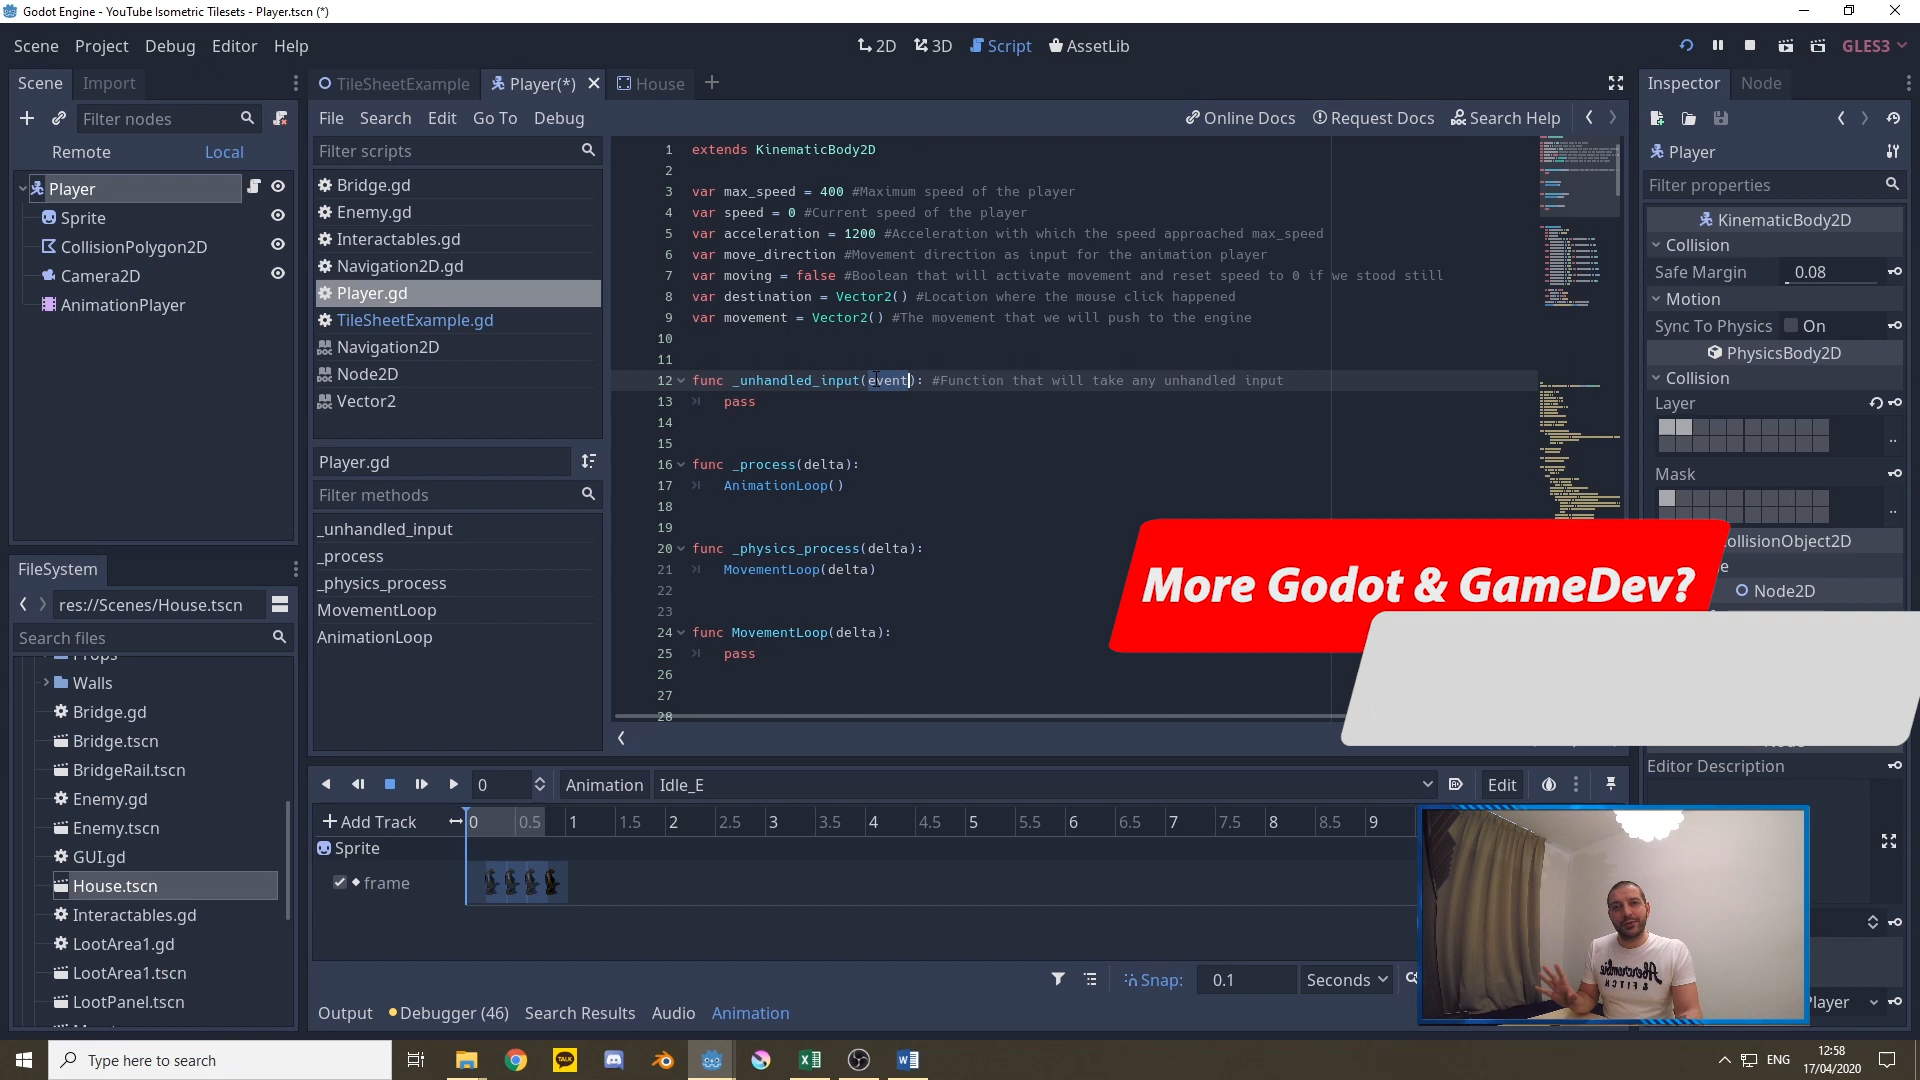 Godot Engine - YouTube Isometric Tilesets - Player.tscn (*)
Scene Project Debug Editor Help
2D 3D Script AssetLib
GLES3
Scene Import
TileSheetExample Player(*) House
Inspector Node
Filter nodes
File Search Edit Go To Debug
Online Docs Request Docs Search Help
Remote Local
Player
Sprite
CollisionPolygon2D
Camera2D
AnimationPlayer
Filter scripts
Bridge.gd
Enemy.gd
Interactables.gd
Navigation2D.gd
Player.gd
TileSheetExample.gd
Navigation2D
Node2D
Vector2
Player.gd
Filter methods
_unhandled_input
_process
_physics_process
MovementLoop
AnimationLoop
1 extends KinematicBody2D
2
3 var max_speed = 400 #Maximum speed of the player
4 var speed = 0 #Current speed of the player
5 var acceleration = 1200 #Acceleration with which the speed approached max_speed
6 var move_direction #Movement direction as input for the animation player
7 var moving = false #Boolean that will activate movement and reset speed to 0 if we stood still
8 var destination = Vector2() #Location where the mouse click happened
9 var movement = Vector2() #The movement that we will push to the engine
10
11
12 func _unhandled_input(event): #Function that will take any unhandled input
13 pass
14
15
16 func _process(delta):
17 AnimationLoop()
18
19
20 func _physics_process(delta):
21 MovementLoop(delta)
22
23
24 func MovementLoop(delta):
25 pass
26
27
28
Player
Filter properties
KinematicBody2D
Collision
Safe Margin 0.08
Motion
Sync To Physics On
PhysicsBody2D
Collision
Layer
Mask
ollisionObject2D
Node2D
Editor Description
Player
More Godot & GameDev?
FileSystem
res://Scenes/House.tscn
Search files
Props
Walls
Bridge.gd
Bridge.tscn
BridgeRail.tscn
Enemy.gd
Enemy.tscn
GUI.gd
House.tscn
Interactables.gd
LootArea1.gd
LootArea1.tscn
LootPanel.tscn
0 Animation Idle_E Edit
Add Track 0 0.5 1 1.5 2 2.5 3 3.5 4 4.5 5 5.5 6 6.5 7 7.5 8 8.5 9
Sprite
frame
Snap: 0.1 Seconds
Output Debugger (46) Search Results Audio Animation
Abercrombie
& FITCH
Type here to search
TALK
ENG
12:58
17/04/2020